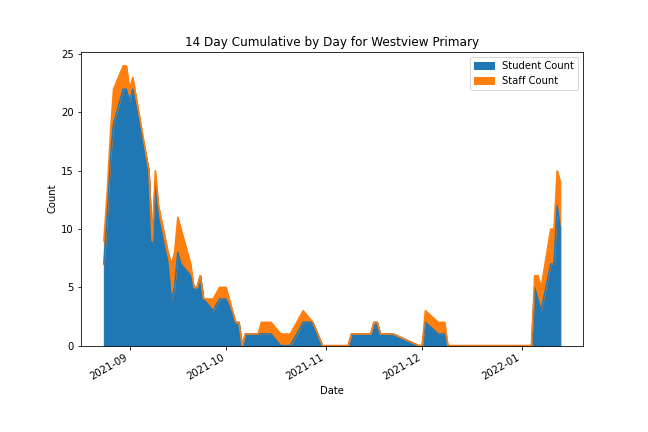 14 Day Cumulative by Day for Westview Primary
Student Count
Staff Count
Count
25
20
15
10
5
0
2021-09
2021-10
2021-11
2021-12
2022-01
Date